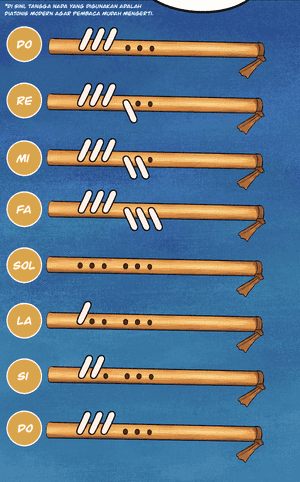 *DI SINI, TANGGA NADA YANG DIGUNAKAN ADALAH
DIATONIS MODERN AGAR PEMBACA MUDAH MENGERTI.
DO
RE
MI
FA
SOL
LA
SI
DO